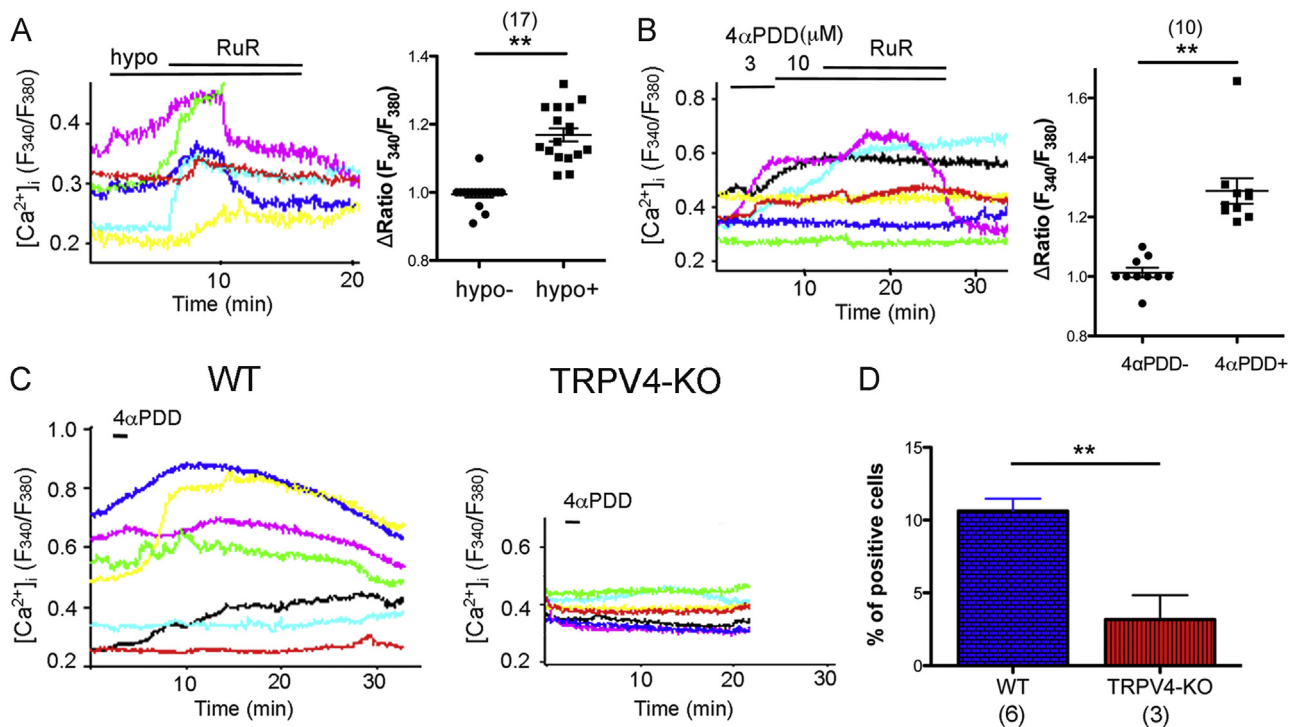 A
hypo
RuR
[Ca²⁺]ᵢ (F₃₄₀/F₃₈₀)
0.4
0.3
0.2
10
20
Time (min)
(17)
**
ΔRatio (F₃₄₀/F₃₈₀)
1.4
1.2
1.0
0.8
hypo-
hypo+
B
4αPDD(μM)
3
10
RuR
[Ca²⁺]ᵢ (F₃₄₀/F₃₈₀)
0.8
0.6
0.4
0.2
10
20
30
Time (min)
(10)
**
ΔRatio (F₃₄₀/F₃₈₀)
1.6
1.4
1.2
1.0
0.8
4αPDD-
4αPDD+
C
WT
4αPDD
[Ca²⁺]ᵢ (F₃₄₀/F₃₈₀)
1.0
0.8
0.6
0.4
0.2
10
20
30
Time (min)
TRPV4-KO
4αPDD
[Ca²⁺]ᵢ (F₃₄₀/F₃₈₀)
0.6
0.4
0.2
10
20
30
Time (min)
D
**
% of positive cells
15
10
5
0
WT
(6)
TRPV4-KO
(3)